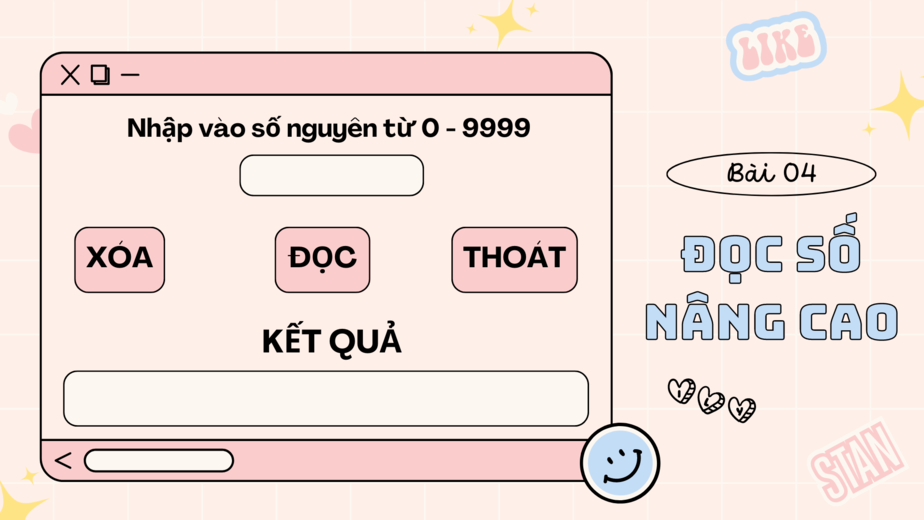 Nhập vào số nguyên từ 0 - 9999
XÓA
ĐỌC
THOÁT
KẾT QUẢ
LIKE
Bài 04
ĐỌC SỐ
NÂNG CAO
I L Y
STAN